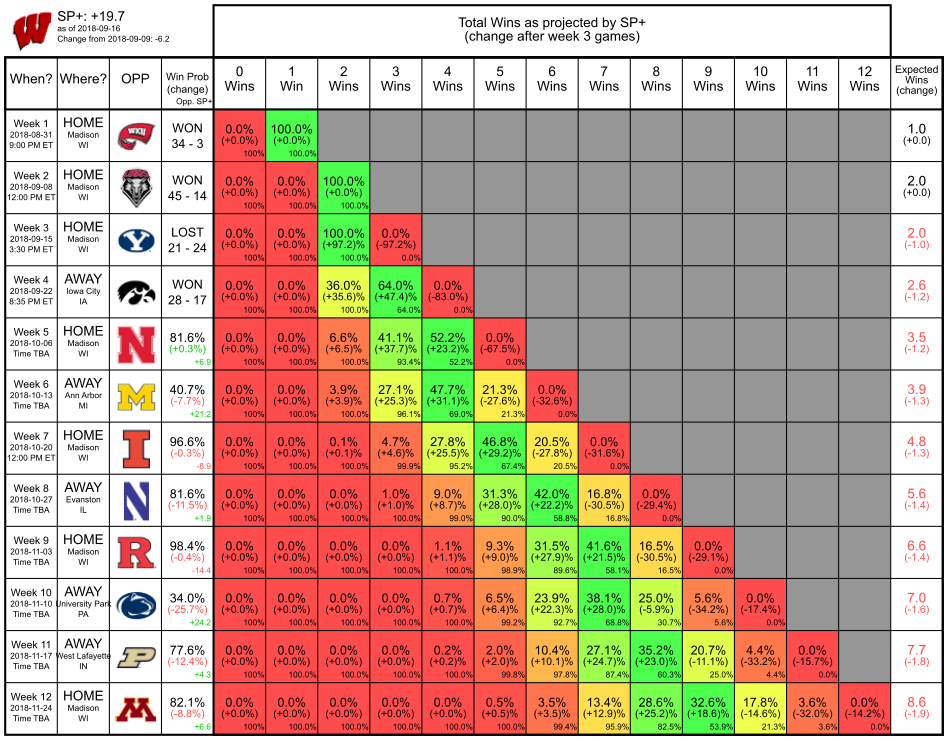 SP+: +19.7
as of 2018-09-16
Change from 2018-09-09: -6.2
Total Wins as projected by SP+
(change after week 3 games)
When? Where? OPP Win Prob (change) Opp. SP+ 0 Wins 1 Win 2 Wins 3 Wins 4 Wins 5 Wins 6 Wins 7 Wins 8 Wins 9 Wins 10 Wins 11 Wins 12 Wins Expected Wins (change)
Week 1 HOME WON 0.0% 100.0% 1.0
2018-08-31 Madison WKU 34 - 3 (+0.0%) (+0.0%) (+0.0)
9:00 PM ET WI 100% 100.0%
Week 2 HOME WON 0.0% 0.0% 100.0% 2.0
2018-09-08 Madison 45 - 14 (+0.0%) (+0.0%) (+0.0%) (+0.0)
12:00 PM ET WI 100% 100.0% 100.0%
Week 3 HOME LOST 0.0% 0.0% 100.0% 0.0% 2.0
2018-09-15 Madison Y 21 - 24 (+0.0%) (+0.0%) (+97.2)% (-97.2%) (-1.0)
3:30 PM ET WI 100% 100.0% 100.0% 0.0%
Week 4 AWAY WON 0.0% 0.0% 36.0% 64.0% 0.0% 2.6
2018-09-22 Iowa City 28 - 17 (+0.0%) (+0.0%) (+35.6)% (+47.4)% (-83.0%) (-1.2)
8:35 PM ET IA 100% 100.0% 100.0% 64.0% 0.0%
Week 5 HOME 81.6% 0.0% 0.0% 6.6% 41.1% 52.2% 0.0% 3.5
2018-10-06 Madison N (+0.3%) (+0.0%) (+0.0%) (+6.5)% (+37.7)% (+23.2)% (-67.5%) (-1.2)
Time TBA WI +6.9 100% 100.0% 100.0% 93.4% 52.2% 0.0%
Week 6 AWAY 40.7% 0.0% 0.0% 3.9% 27.1% 47.7% 21.3% 0.0% 3.9
2018-10-13 Ann Arbor M (-7.7%) (+0.0%) (+0.0%) (+3.9)% (+25.3)% (+31.1)% (-27.6%) (-32.6%) (-1.3)
Time TBA MI +21.2 100% 100.0% 100.0% 96.1% 69.0% 21.3% 0.0%
Week 7 HOME 96.6% 0.0% 0.0% 0.1% 4.7% 27.8% 46.8% 20.5% 0.0% 4.8
2018-10-20 Madison I (-0.3%) (+0.0%) (+0.0%) (+0.1)% (+4.6)% (+25.5)% (+29.2)% (-27.8%) (-31.6%) (-1.3)
12:00 PM ET WI -8.9 100% 100.0% 100.0% 99.9% 95.2% 67.4% 20.5% 0.0%
Week 8 AWAY 81.6% 0.0% 0.0% 0.0% 1.0% 9.0% 31.3% 42.0% 16.8% 0.0% 5.6
2018-10-27 Evanston N (-11.5%) (+0.0%) (+0.0%) (+0.0%) (+1.0)% (+8.7)% (+28.0)% (+22.2)% (-30.5%) (-29.4%) (-1.4)
Time TBA IL +1.9 100% 100.0% 100.0% 100.0% 99.0% 90.0% 58.8% 16.8% 0.0%
Week 9 HOME 98.4% 0.0% 0.0% 0.0% 0.0% 1.1% 9.3% 31.5% 41.6% 16.5% 0.0% 6.6
2018-11-03 Madison R (-0.4%) (+0.0%) (+0.0%) (+0.0%) (+0.0%) (+1.1)% (+9.0)% (+27.9)% (+21.5)% (-30.5%) (-29.1%) (-1.4)
Time TBA WI -14.4 100% 100.0% 100.0% 100.0% 100.0% 98.9% 89.6% 58.1% 16.5% 0.0%
Week 10 AWAY 34.0% 0.0% 0.0% 0.0% 0.0% 0.7% 6.5% 23.9% 38.1% 25.0% 5.6% 0.0% 7.0
2018-11-10 University Park (-25.7%) (+0.0%) (+0.0%) (+0.0%) (+0.0%) (+0.7)% (+6.4)% (+22.3)% (+28.0)% (-5.9%) (-34.2%) (-17.4%) (-1.6)
Time TBA PA +24.2 100% 100.0% 100.0% 100.0% 100.0% 99.2% 92.7% 68.8% 30.7% 5.6% 0.0%
Week 11 AWAY 77.6% 0.0% 0.0% 0.0% 0.0% 0.2% 2.0% 10.4% 27.1% 35.2% 20.7% 4.4% 0.0% 7.7
2018-11-17 West Lafayette P (-12.4%) (+0.0%) (+0.0%) (+0.0%) (+0.0%) (+0.2)% (+2.0)% (+10.1)% (+24.7)% (+23.0)% (-11.1%) (-33.2%) (-15.7%) (-1.8)
Time TBA IN +4.3 100% 100.0% 100.0% 100.0% 100.0% 99.8% 97.8% 87.4% 60.3% 25.0% 4.4% 0.0%
Week 12 HOME 82.1% 0.0% 0.0% 0.0% 0.0% 0.0% 0.5% 3.5% 13.4% 28.6% 32.6% 17.8% 3.6% 0.0% 8.6
2018-11-24 Madison M (-8.8%) (+0.0%) (+0.0%) (+0.0%) (+0.0%) (+0.0%) (+0.5)% (+3.5)% (+12.9)% (+25.2)% (+18.6)% (-14.6%) (-32.0%) (-14.2%) (-1.9)
Time TBA WI +6.6 100% 100.0% 100.0% 100.0% 100.0% 100.0% 99.4% 95.9% 82.5% 53.9% 21.3% 3.6% 0.0%